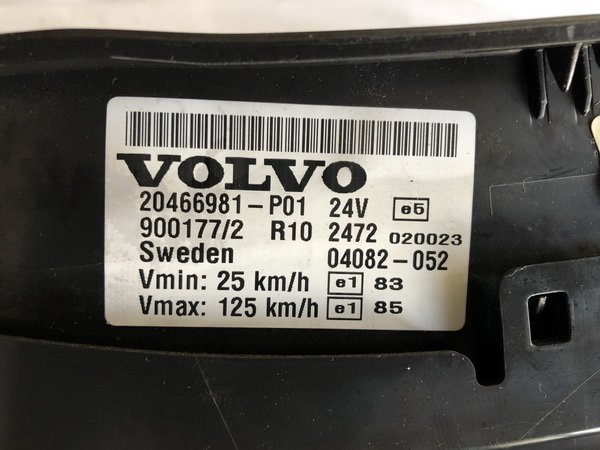 VOLVO
20466981-P01 24V e5
900177/2 R10 2472 020023
Sweden 04082-052
Vmin: 25 km/h e1 83
Vmax: 125 km/h e1 85